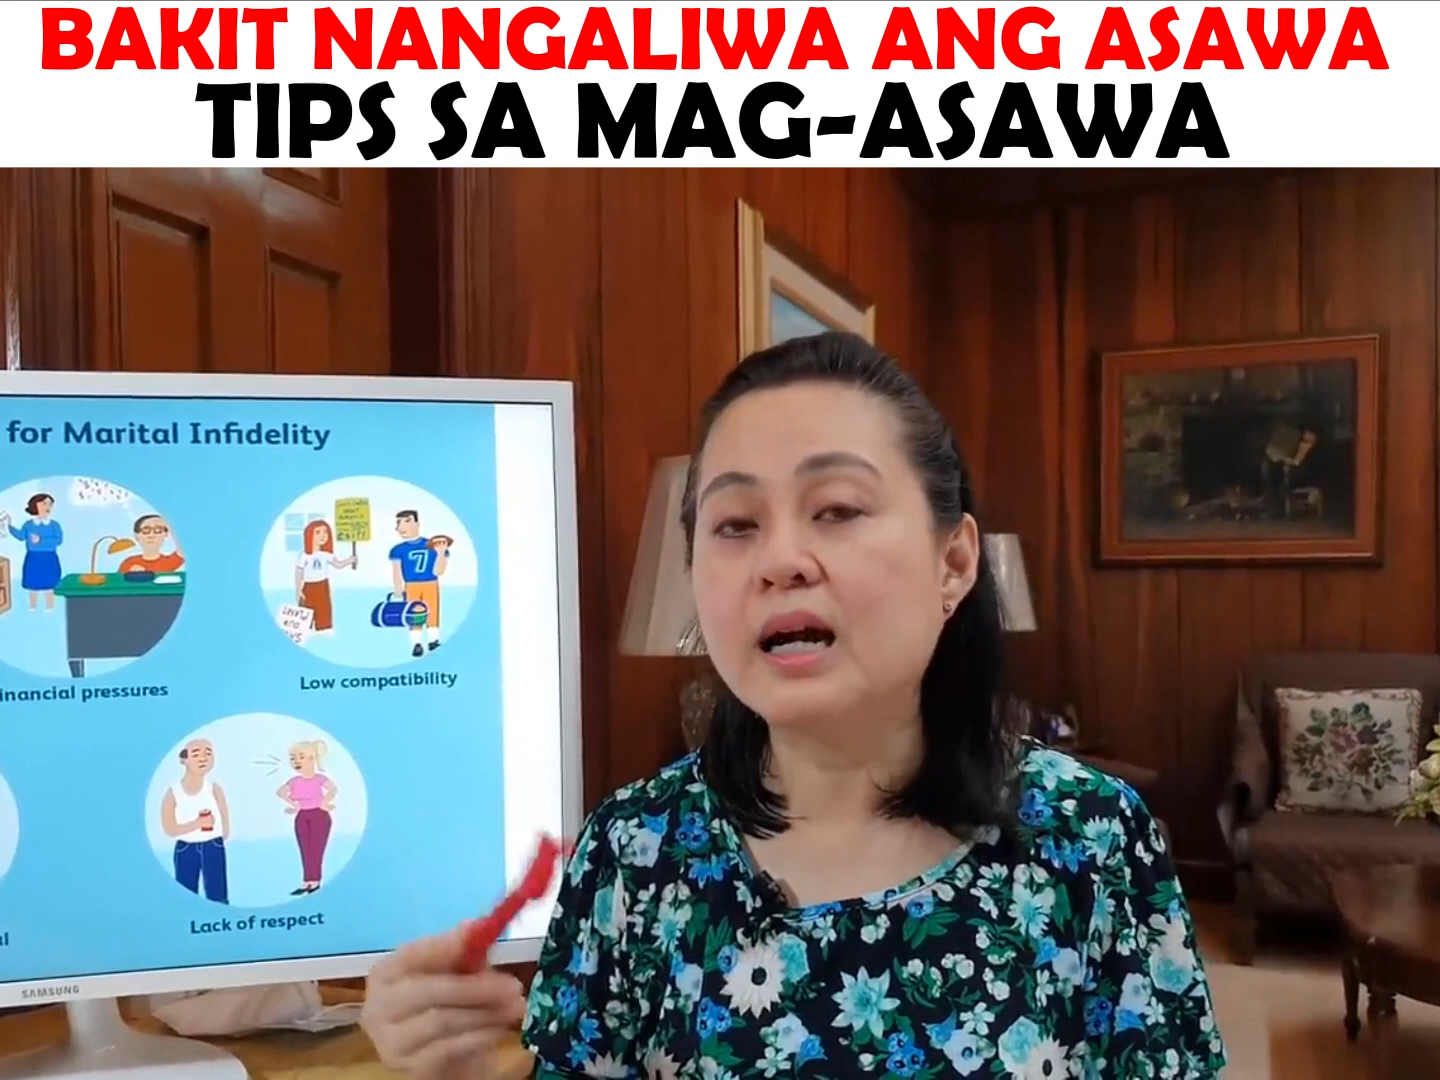 BAKIT NANGALIWA ANG ASAWA
TIPS SA MAG-ASAWA
for Marital Infidelity
inancial pressures
Low compatibility
7
Lack of respect
SAMSUNG